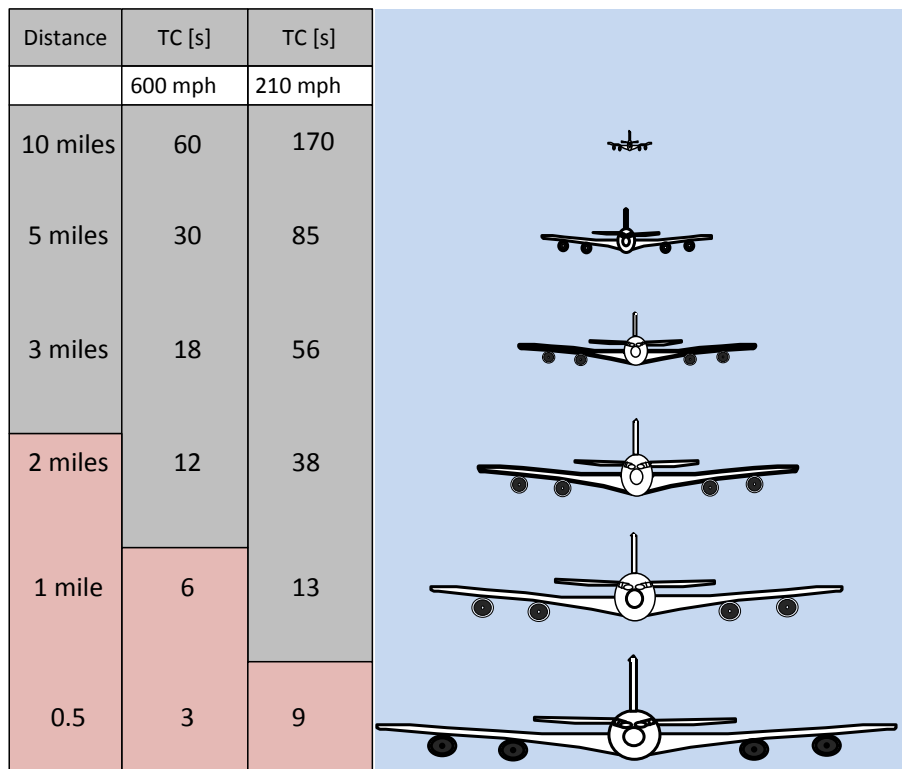 Distance TC [s] TC [s]
600 mph 210 mph
10 miles 60 170
5 miles 30 85
3 miles 18 56
2 miles 12 38
1 mile 6 13
0.5 3 9